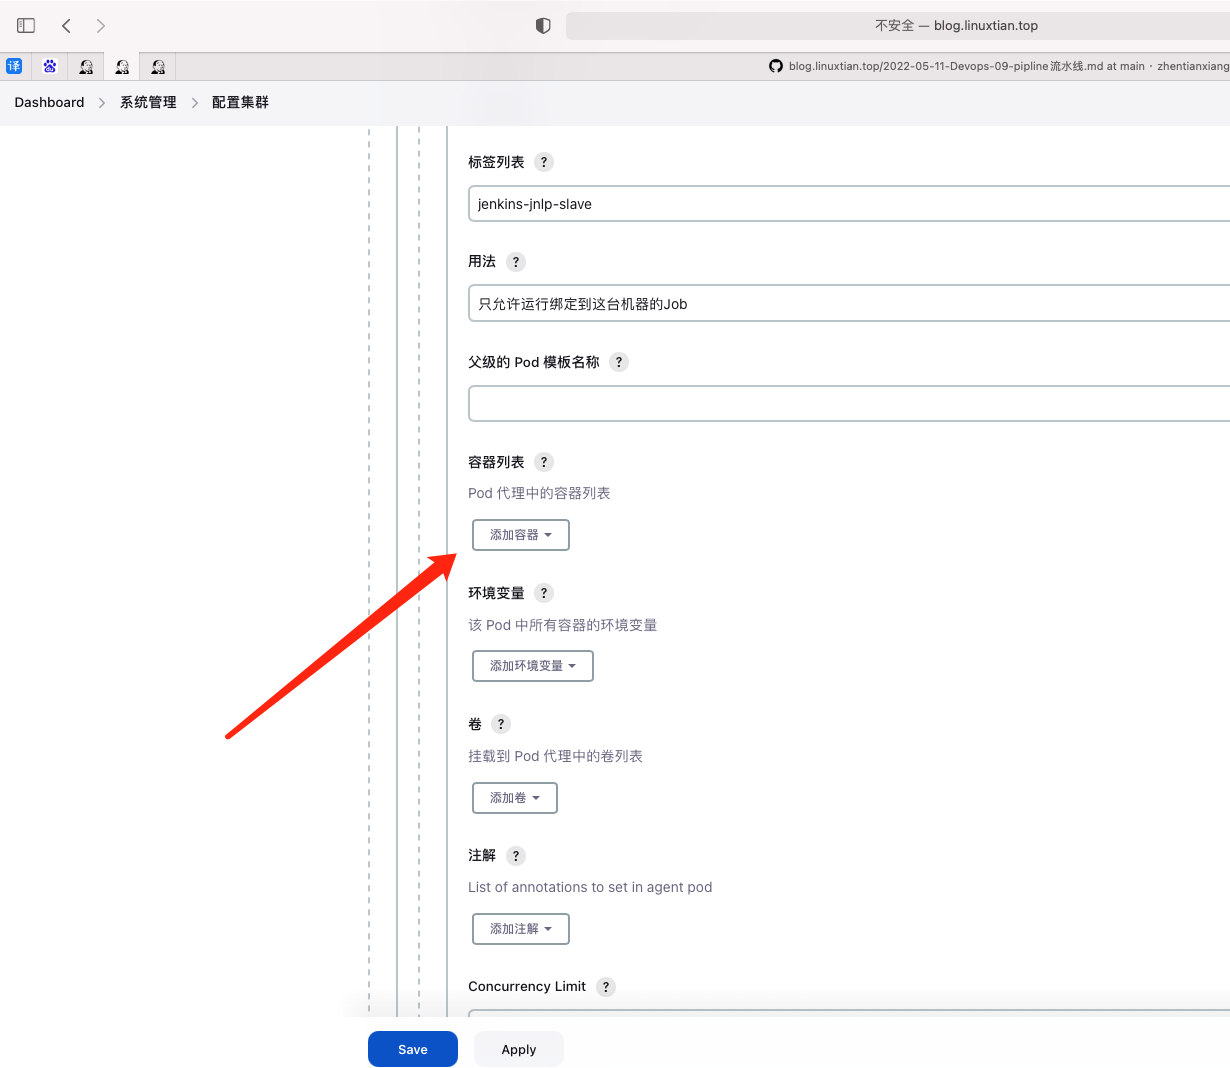 不安全 — blog.linuxtian.top
译
blog.linuxtian.top/2022-05-11-Devops-09-pipline流水线.md at main · zhentianxiang
Dashboard
系统管理
配置集群
标签列表 ?
jenkins-jnlp-slave
用法 ?
只允许运行绑定到这台机器的Job
父级的 Pod 模板名称 ?
容器列表 ?
Pod 代理中的容器列表
添加容器
环境变量 ?
该 Pod 中所有容器的环境变量
添加环境变量
卷 ?
挂载到 Pod 代理中的卷列表
添加卷
注解 ?
List of annotations to set in agent pod
添加注解
Concurrency Limit ?
Save
Apply